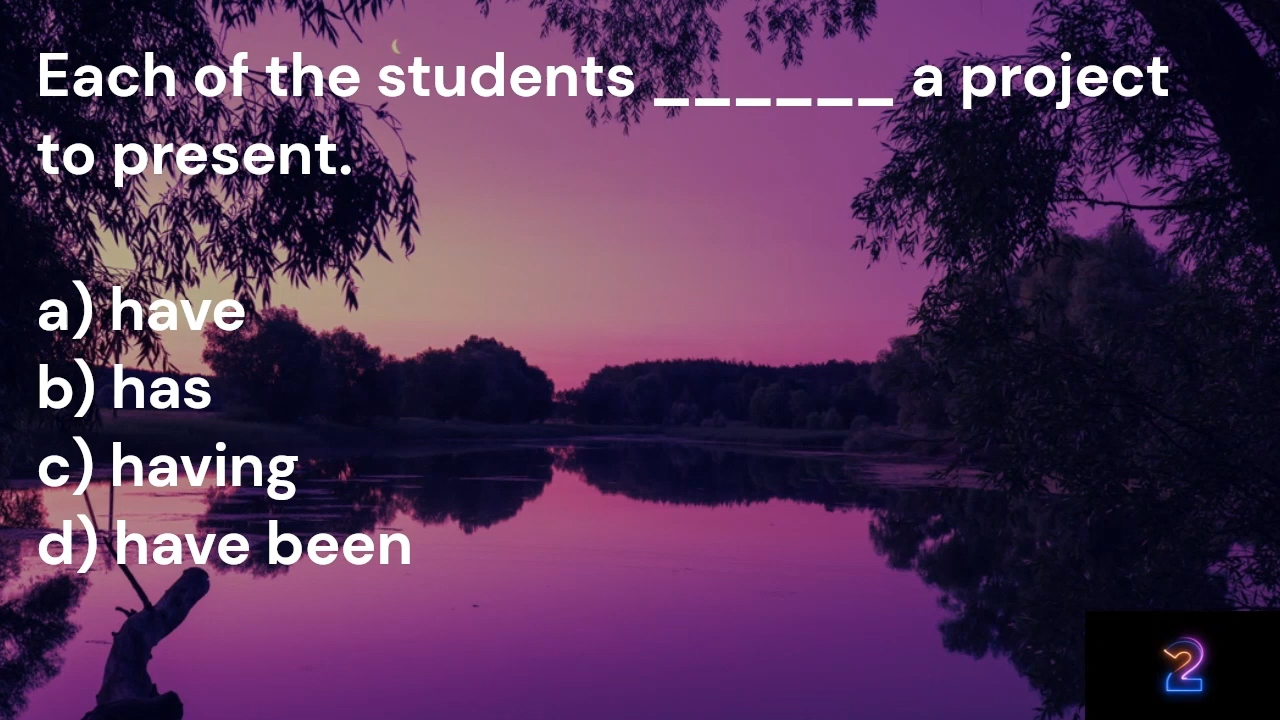 Each of the students ______ a project
to present.
a) have
b) has
c) having
d) have been
2